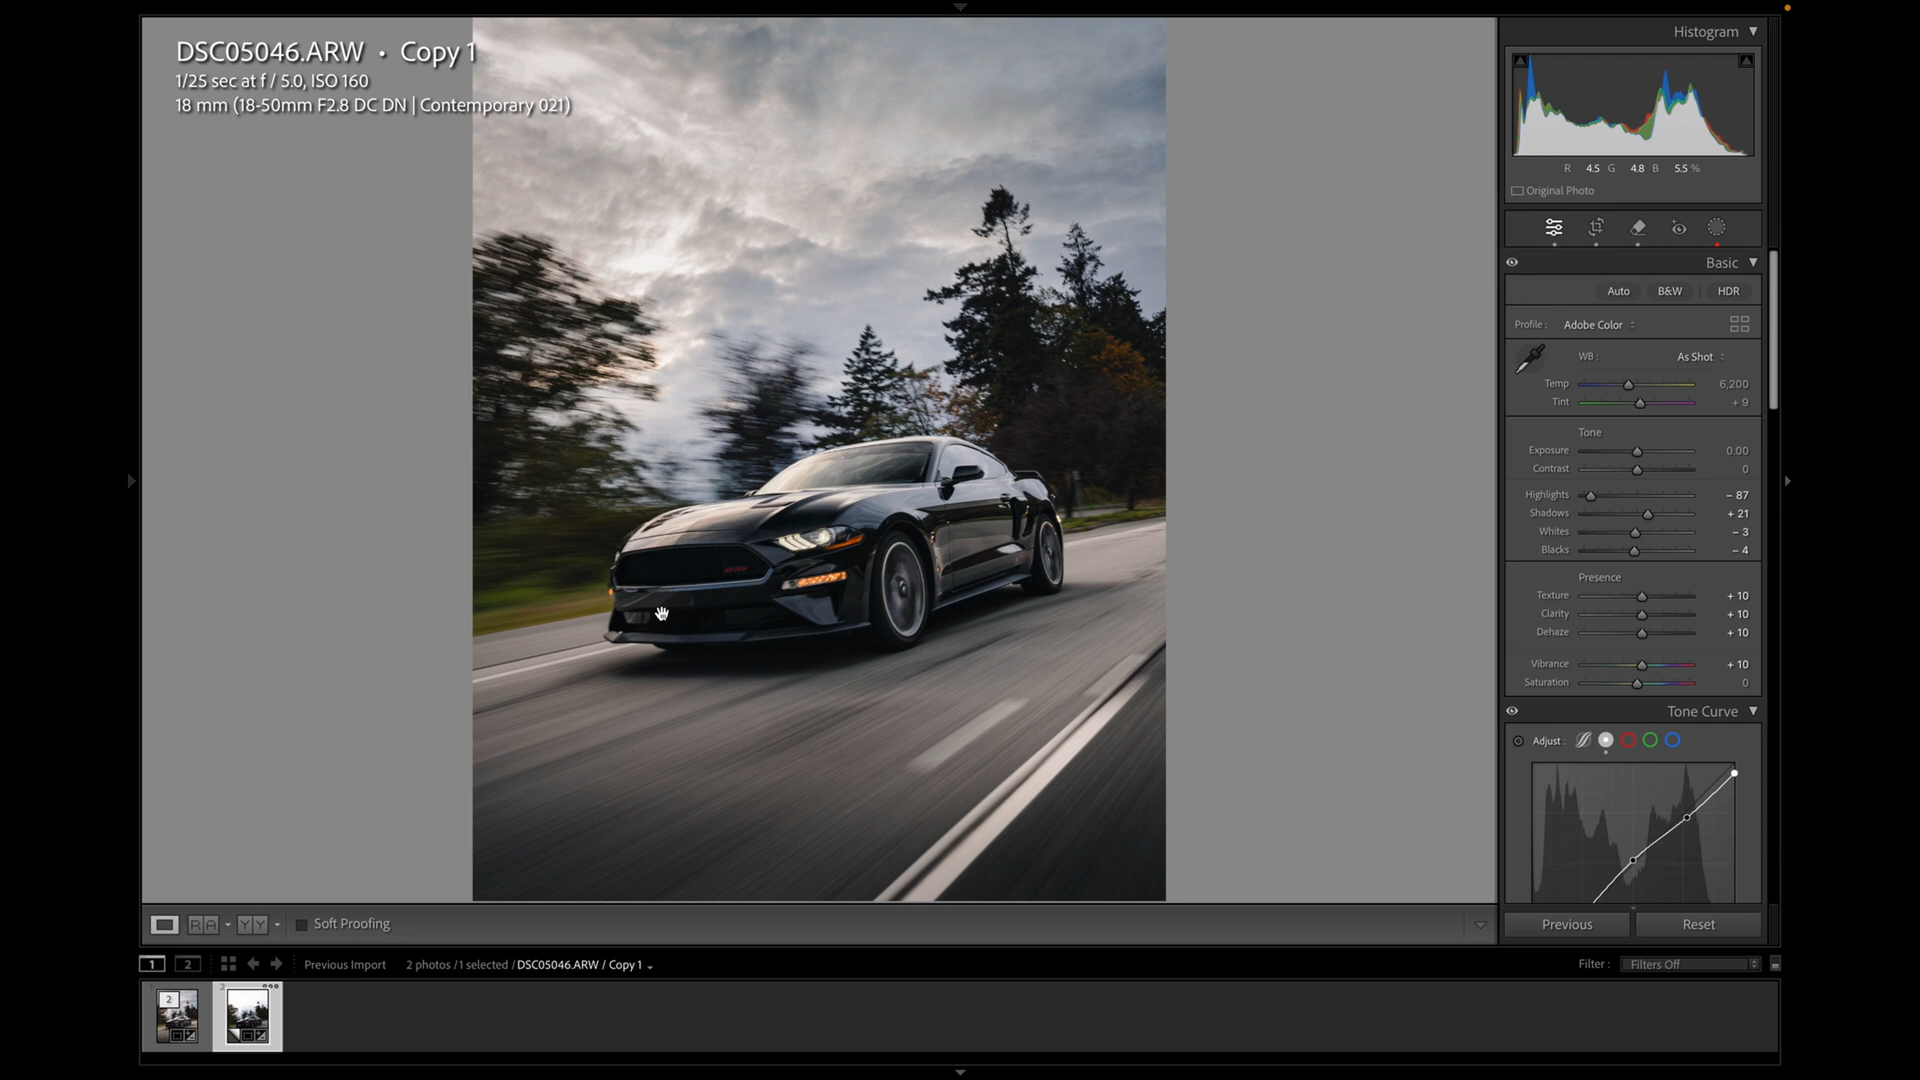 DSC05046.ARW • Copy 1
1/25 sec at f / 5.0, ISO 160
18 mm (18-50mm F2.8 DC DN | Contemporary 021)
Histogram
R 4.5 G 4.8 B 5.5 %
Original Photo
Basic
Auto B&W | HDR
Profile : Adobe Color
WB : As Shot
Temp 6,200
Tint + 9
Tone
Exposure 0.00
Contrast 0
Highlights − 87
Shadows + 21
Whites − 3
Blacks − 4
Presence
Texture + 10
Clarity + 10
Dehaze + 10
Vibrance + 10
Saturation 0
Tone Curve
Adjust :
Previous Reset
R A Y Y Soft Proofing
1 2 Previous Import 2 photos / 1 selected / DSC05046.ARW / Copy 1
Filter : Filters Off
2
2